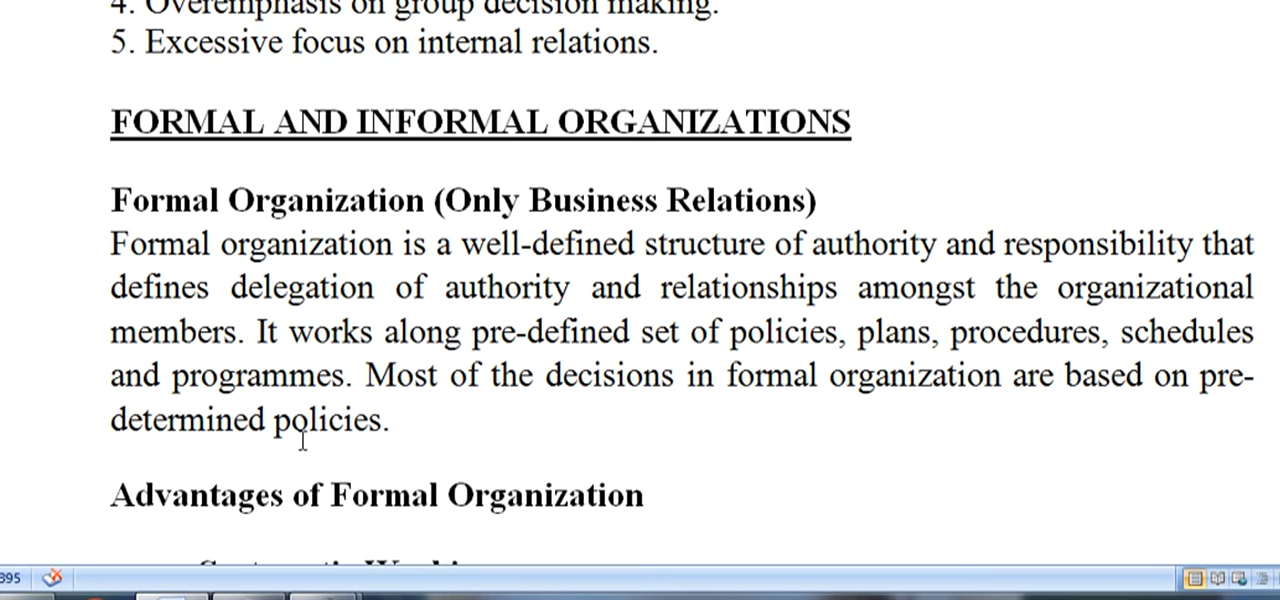 4. Overemphasis on group decision making.
5. Excessive focus on internal relations.
FORMAL AND INFORMAL ORGANIZATIONS
Formal Organization (Only Business Relations)
Formal organization is a well-defined structure of authority and responsibility that
defines delegation of authority and relationships amongst the organizational
members. It works along pre-defined set of policies, plans, procedures, schedules
and programmes. Most of the decisions in formal organization are based on pre-
determined policies.
Advantages of Formal Organization
395